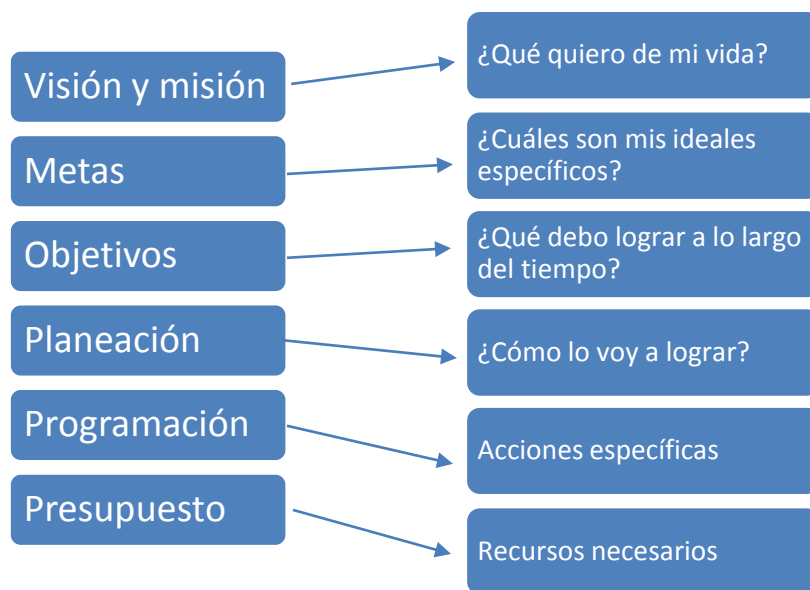 Visión y misión
¿Qué quiero de mi vida?
Metas
¿Cuáles son mis ideales
específicos?
Objetivos
¿Qué debo lograr a lo largo
del tiempo?
Planeación
¿Cómo lo voy a lograr?
Programación
Acciones específicas
Presupuesto
Recursos necesarios